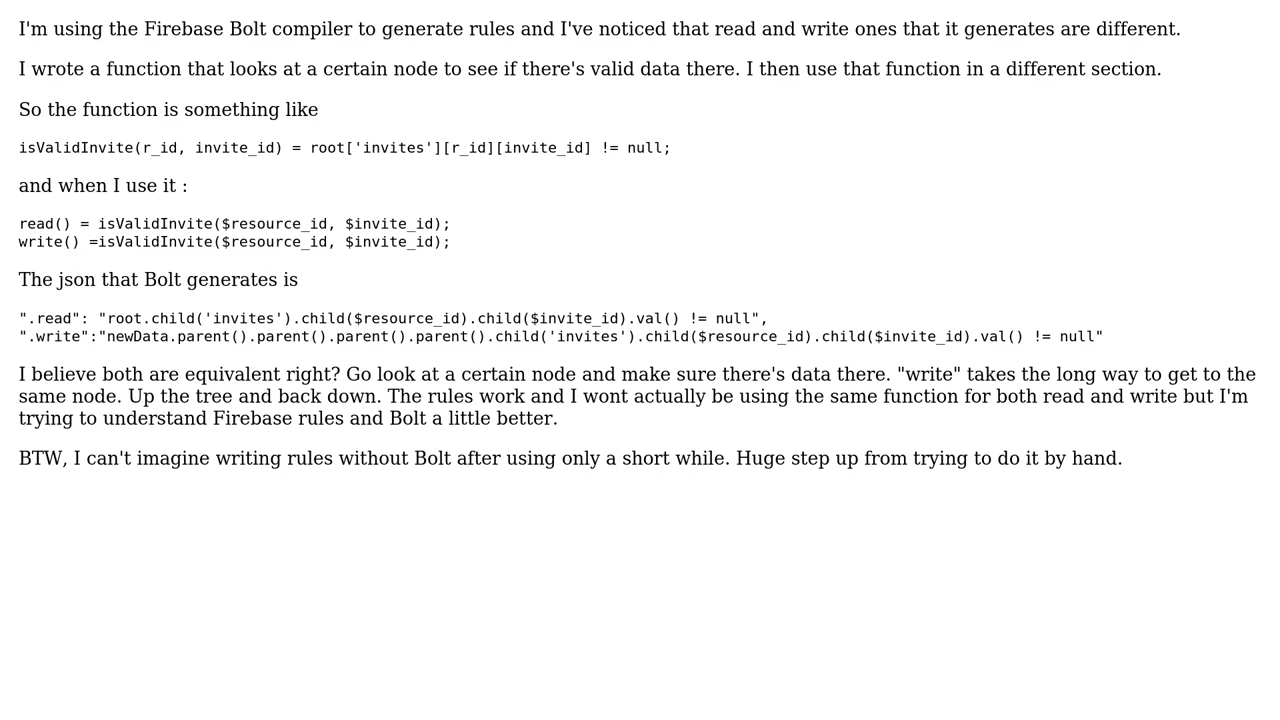 I'm using the Firebase Bolt compiler to generate rules and I've noticed that read and write ones that it generates are different.
I wrote a function that looks at a certain node to see if there's valid data there. I then use that function in a different section.
So the function is something like
isValidInvite(r_id, invite_id) = root['invites'][r_id][invite_id] != null;
and when I use it :
read() = isValidInvite($resource_id, $invite_id);
write() =isValidInvite($resource_id, $invite_id);
The json that Bolt generates is
".read": "root.child('invites').child($resource_id).child($invite_id).val() != null",
".write":"newData.parent().parent().parent().parent().child('invites').child($resource_id).child($invite_id).val() != null"
I believe both are equivalent right? Go look at a certain node and make sure there's data there. "write" takes the long way to get to the
same node. Up the tree and back down. The rules work and I wont actually be using the same function for both read and write but I'm
trying to understand Firebase rules and Bolt a little better.
BTW, I can't imagine writing rules without Bolt after using only a short while. Huge step up from trying to do it by hand.